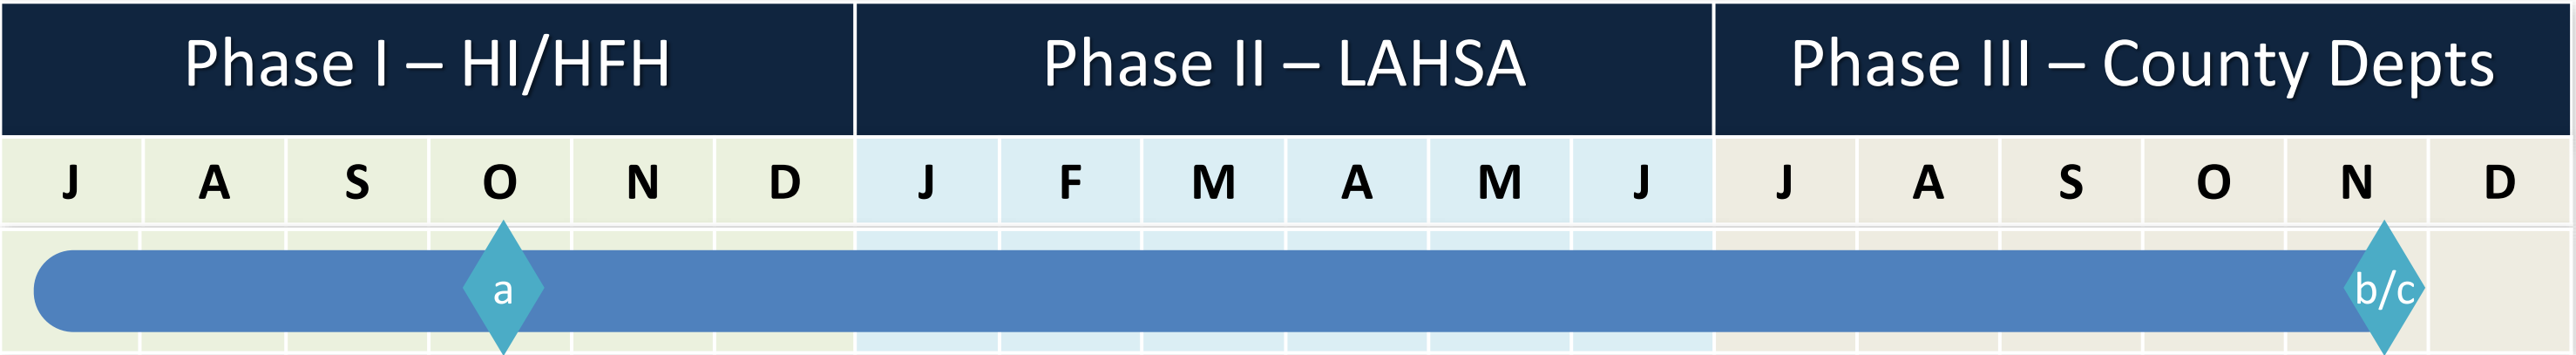 Phase I – HI/HFH Phase II – LAHSA Phase III – County Depts
J A S O N D J F M A M J J A S O N D
a b/c